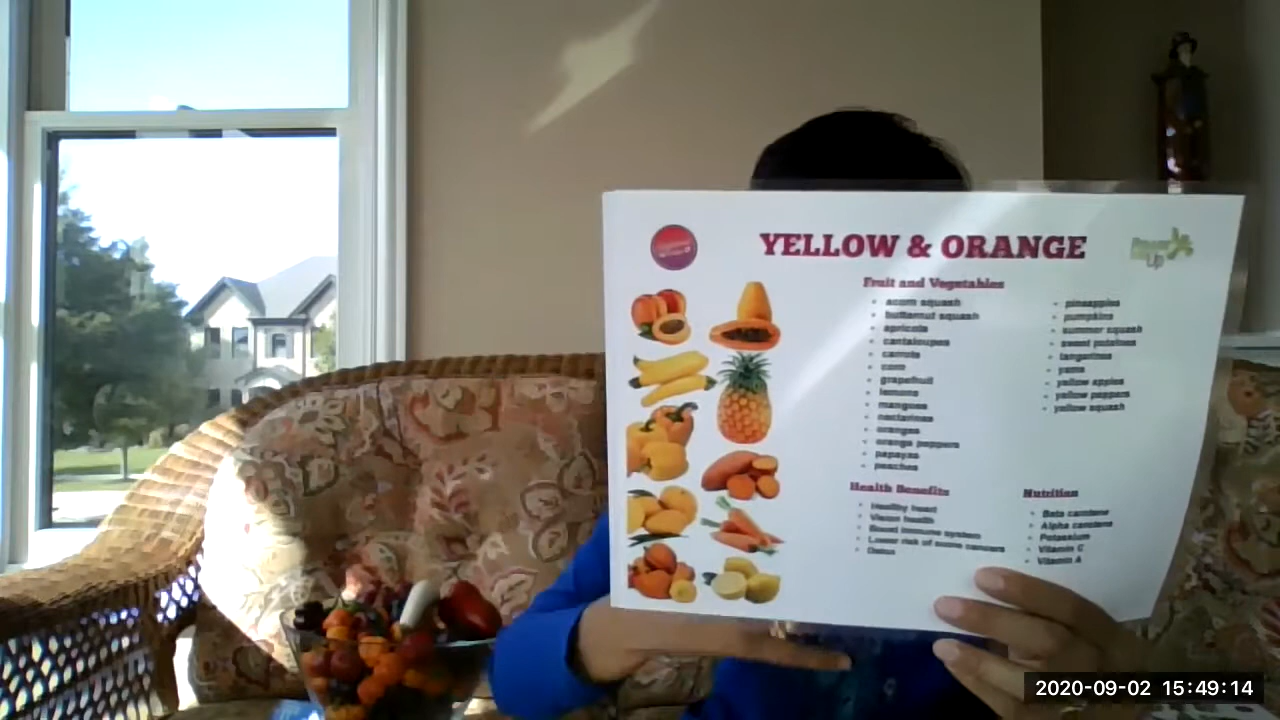 YELLOW & ORANGE
Fruit and Vegetables
acorn squash
butternut squash
apricots
cantaloupes
carrots
corn
grapefruit
lemons
mangoes
nectarines
oranges
orange peppers
papayas
peaches
pineapples
pumpkins
summer squash
sweet potatoes
tangerines
yams
yellow apples
yellow peppers
yellow squash
Health Benefits
Healthy heart
Vision health
Boost immune system
Lower risk of some cancers
Detox
Nutrition
Beta carotene
Alpha carotene
Potassium
Vitamin C
Vitamin A
2020-09-02 15:49:14